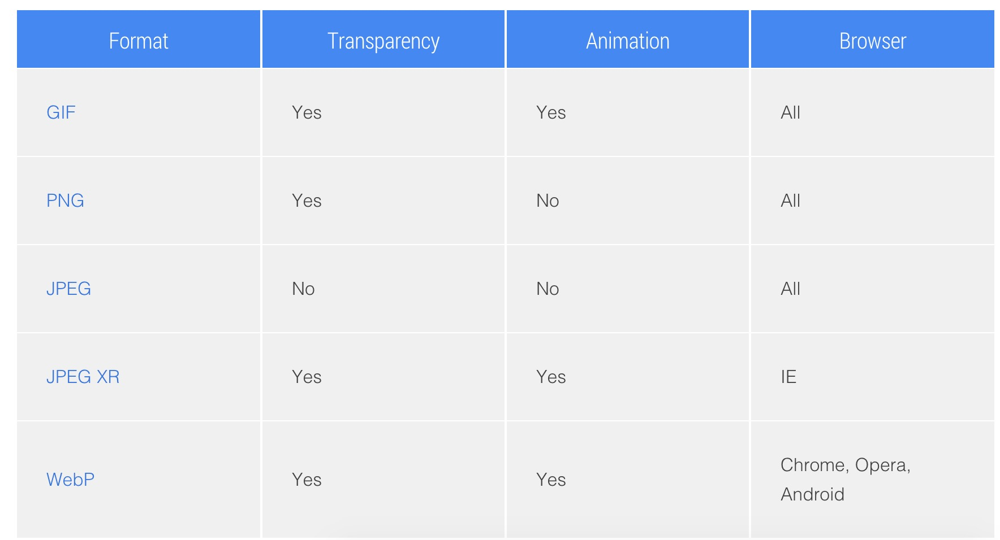 Format Transparency Animation Browser
GIF Yes Yes All
PNG Yes No All
JPEG No No All
JPEG XR Yes Yes IE
WebP Yes Yes Chrome, Opera,
Android